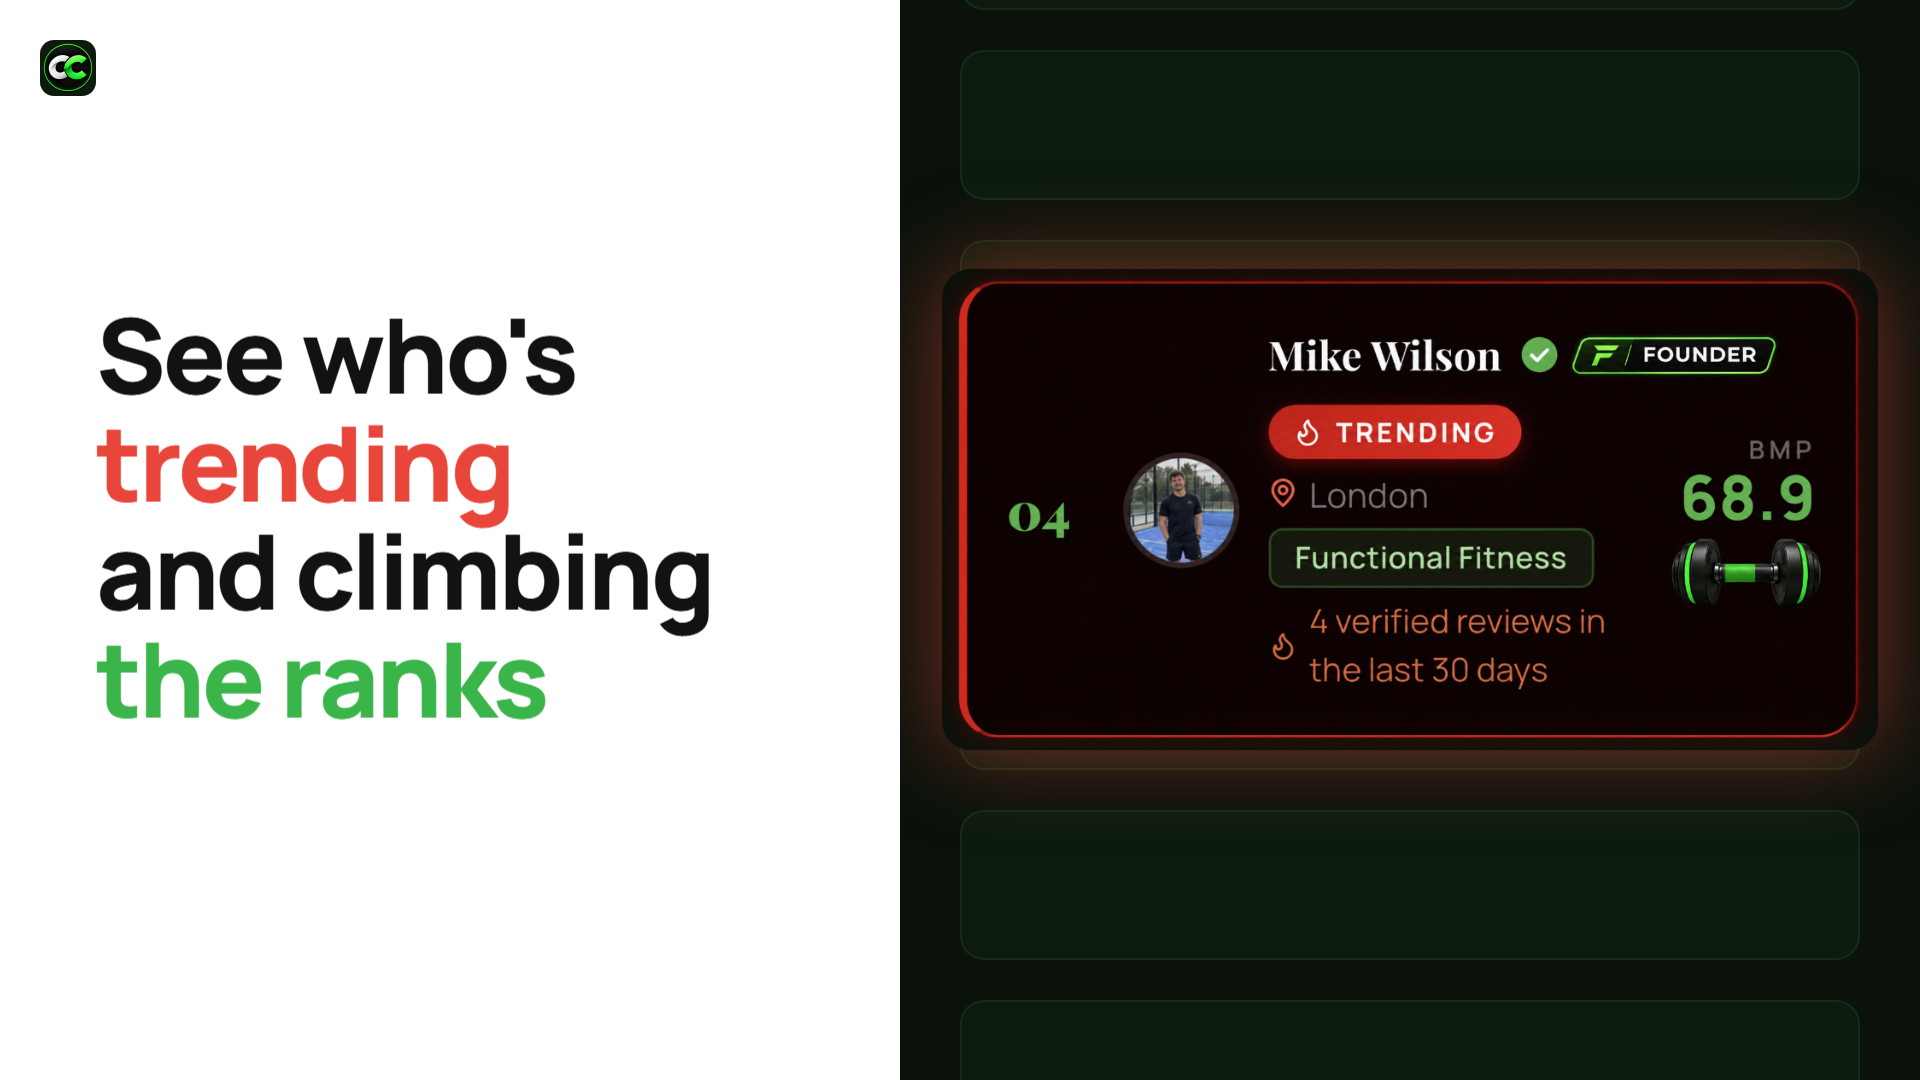 CC
See who's
trending
and climbing
the ranks
04
Mike Wilson
F / FOUNDER
TRENDING
London
Functional Fitness
4 verified reviews in
the last 30 days
BMP
68.9